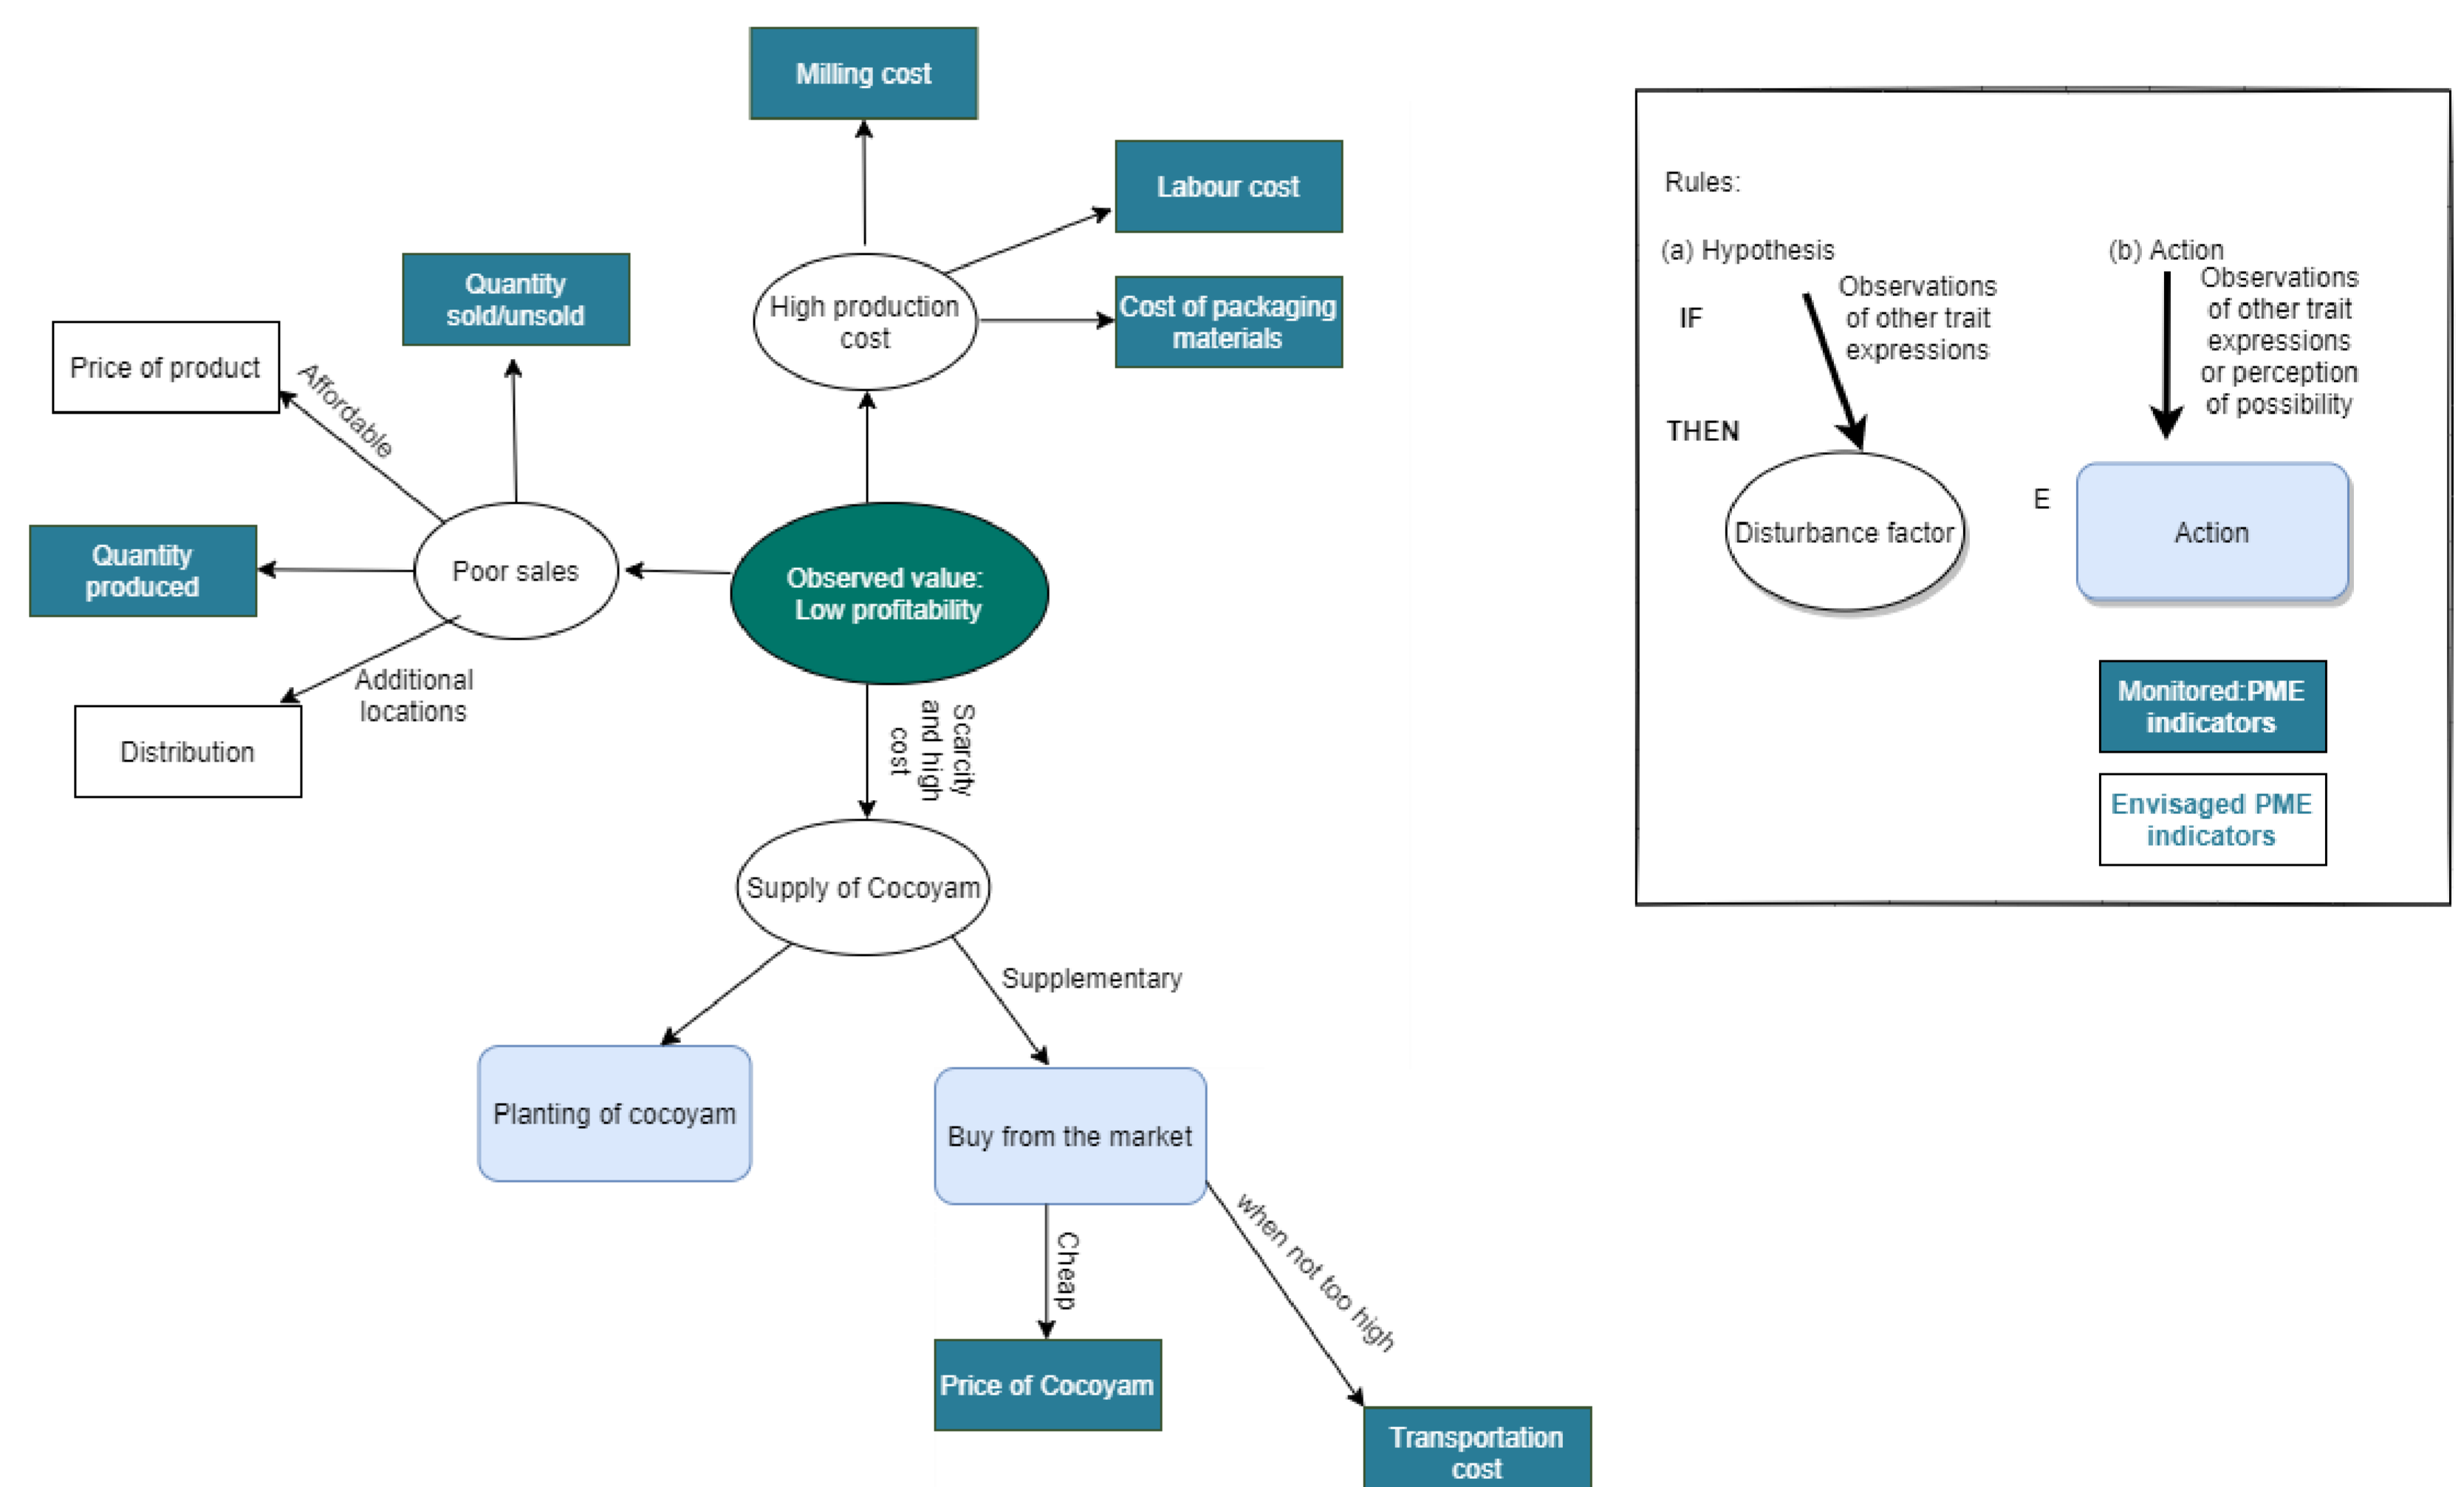 Milling cost
Labour cost
Cost of packaging
materials
High production
cost
Quantity
sold/unsold
Price of product
Affordable
Quantity
produced
Poor sales
Observed value:
Low profitability
Additional
locations
Distribution
Scarcity
and high
cost
Supply of Cocoyam
Supplementary
Planting of cocoyam
Buy from the market
Cheap
when not too high
Price of Cocoyam
Transportation
cost
Rules:
(a) Hypothesis
IF
Observations
of other trait
expressions
THEN
Disturbance factor
(b) Action
Observations
of other trait
expressions
or perception
of possibility
E
Action
Monitored:PME
indicators
Envisaged PME
indicators